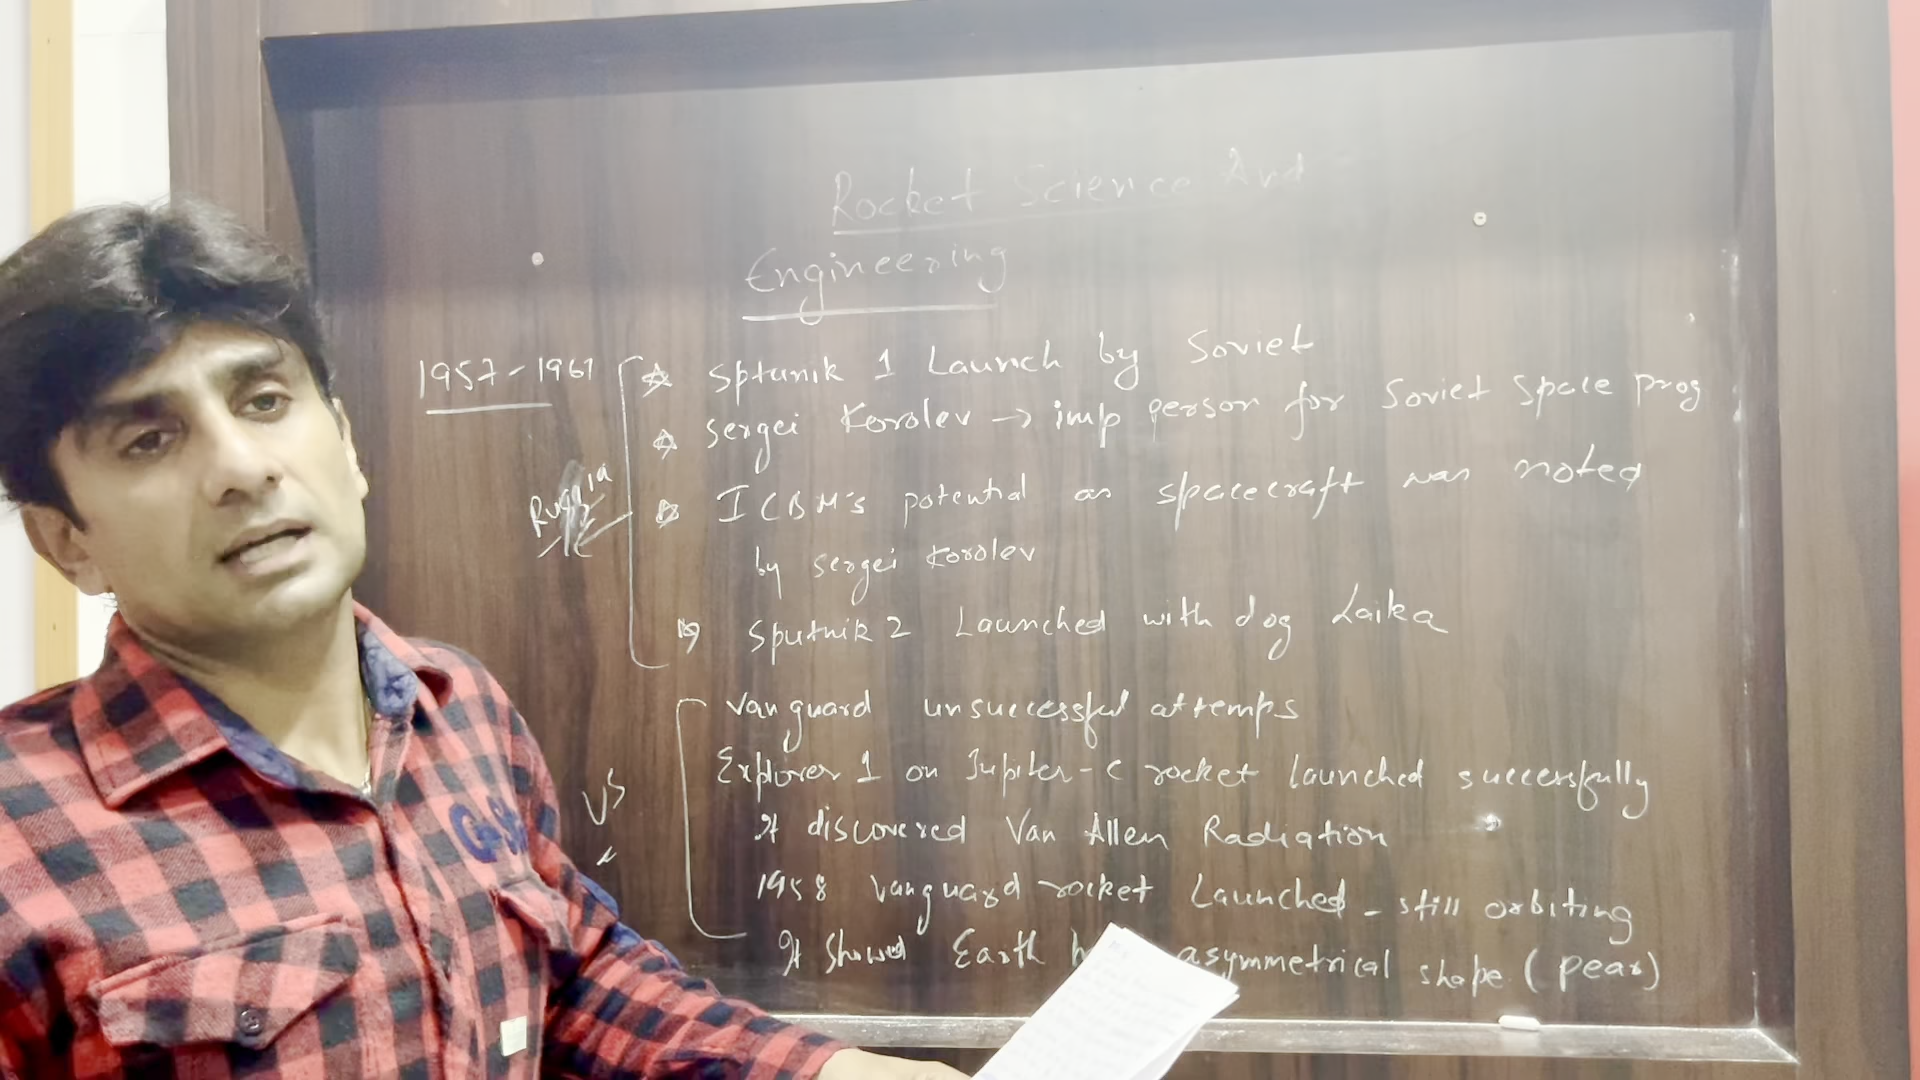 Rocket Science And
Engineering
1957-1961
Sptunik 1 Launch by Soviet
Sergei Korolev → imp person for Soviet Space prog
ICBM's potential as spacecraft was noted
by Sergei Korolev
Russia
Sputnik 2 Launched with dog Laika
Vanguard unsuccessful attemps
Explorer 1 on Jupiter-C rocket launched successfully
US
It discovered Van Allen Radiation
1958 Vanguard rocket Launched - still orbiting
It Showed Earth asymmetrical shape (pear)